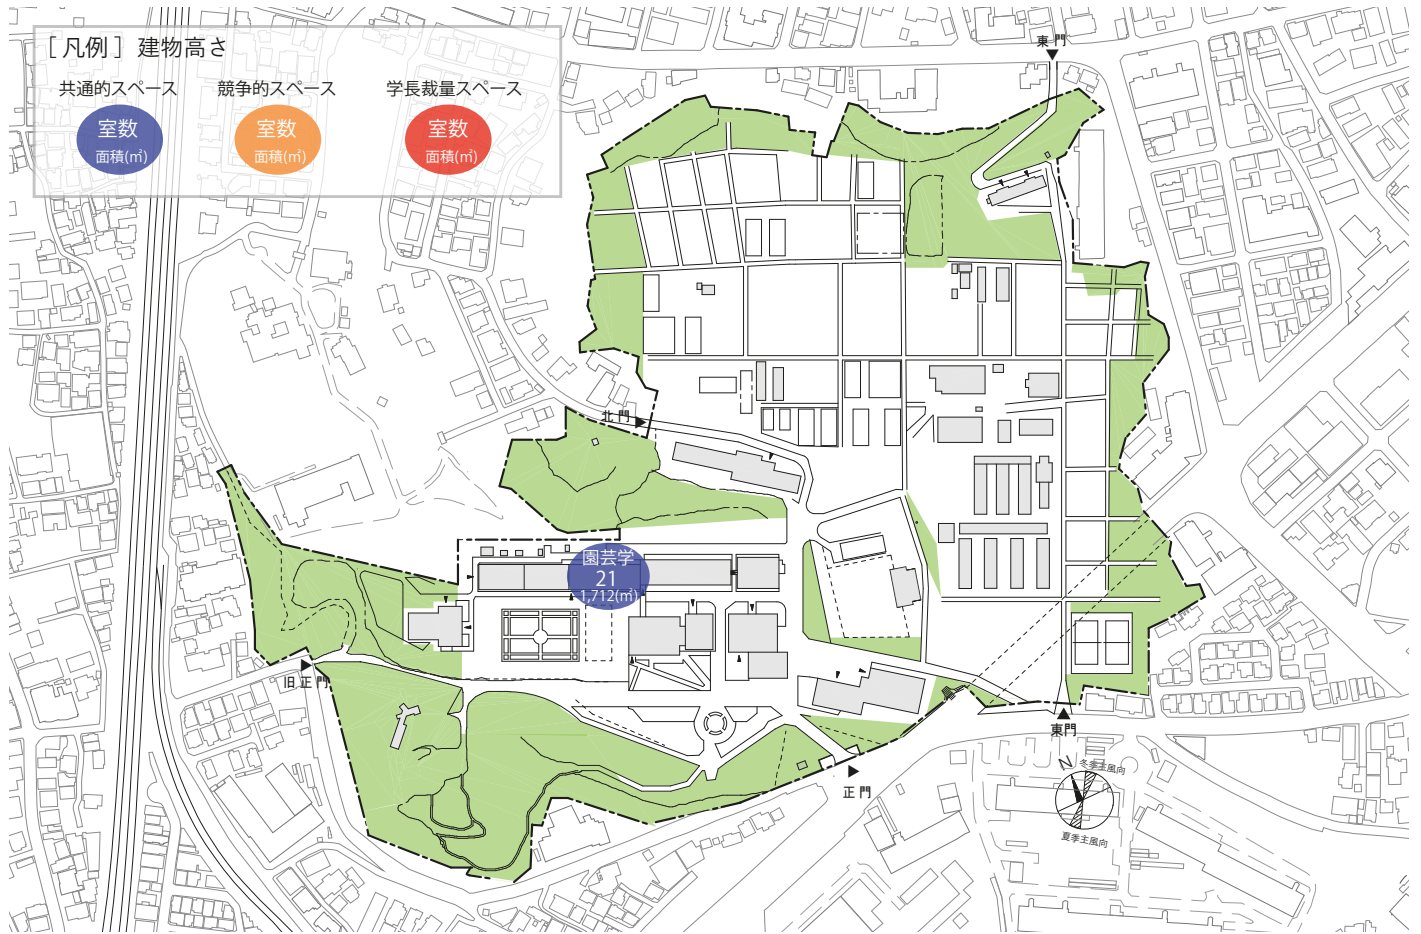 ［凡例］建物高さ
共通的スペース 競争的スペース 学長裁量スペース
室数 室数 室数
面積(㎡) 面積(㎡) 面積(㎡)
東門
北門
園芸学
21
1,712(㎡)
旧正門
東門
正門
N 冬季主風向
夏季主風向